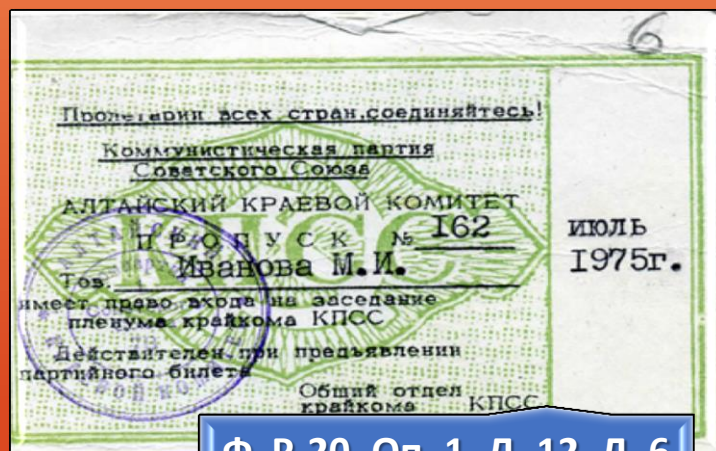 6
Пролетарии всех стран, соединяйтесь!
Коммунистическая партия
Советского Союза
АЛТАЙСКИЙ КРАЕВОЙ КОМИТЕТ
КПСС
ПРОПУСК № I62
Тов. Иванова М.И.
имеет право входа на заседание
пленума крайкома КПСС
Действителен при предъявлении
партийного билета
Общий отдел
крайкома КПСС
июль
1975г.
Ф. Р-20. Оп. 1. Д. 12. Л. 6